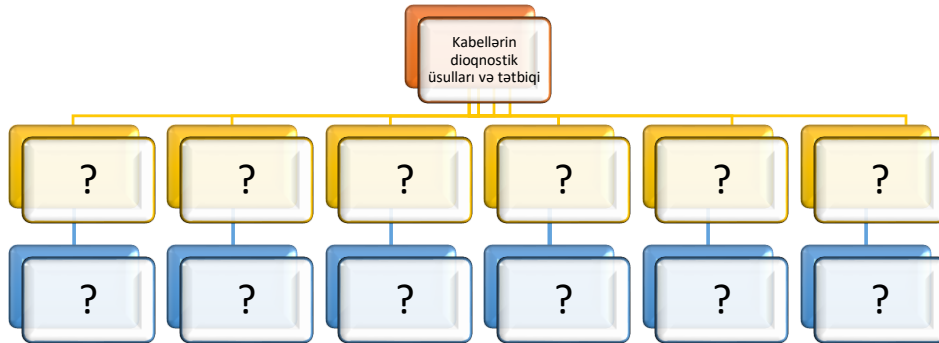 Kabellərin
dioqnostik
üsulları və tətbiqi
? ? ? ? ? ?
? ? ? ? ? ?